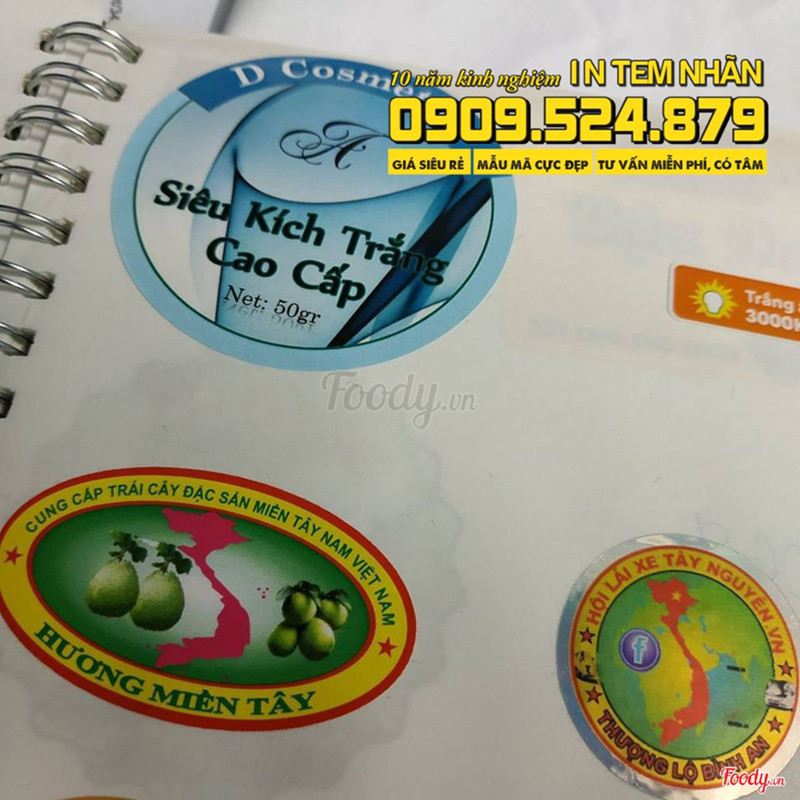 10 năm kinh nghiệm IN TEM NHÃN
0909.524.879
GIÁ SIÊU RẺ MẪU MÃ CỰC ĐẸP TƯ VẤN MIỄN PHÍ, CÓ TÂM
D
A
Siêu Kích Trắng
Cao Cấp
Net: 50gr
Trắng
Foody.vn
CUNG CẤP TRÁI CÂY ĐẶC SẢN MIỀN TÂY NAM VIỆT NAM
HƯƠNG MIỀN TÂY
HỘI LÁI XE TÂY NGUYÊN.VN
f
THƯỢNG LỘ BÌNH AN
Foody.vn